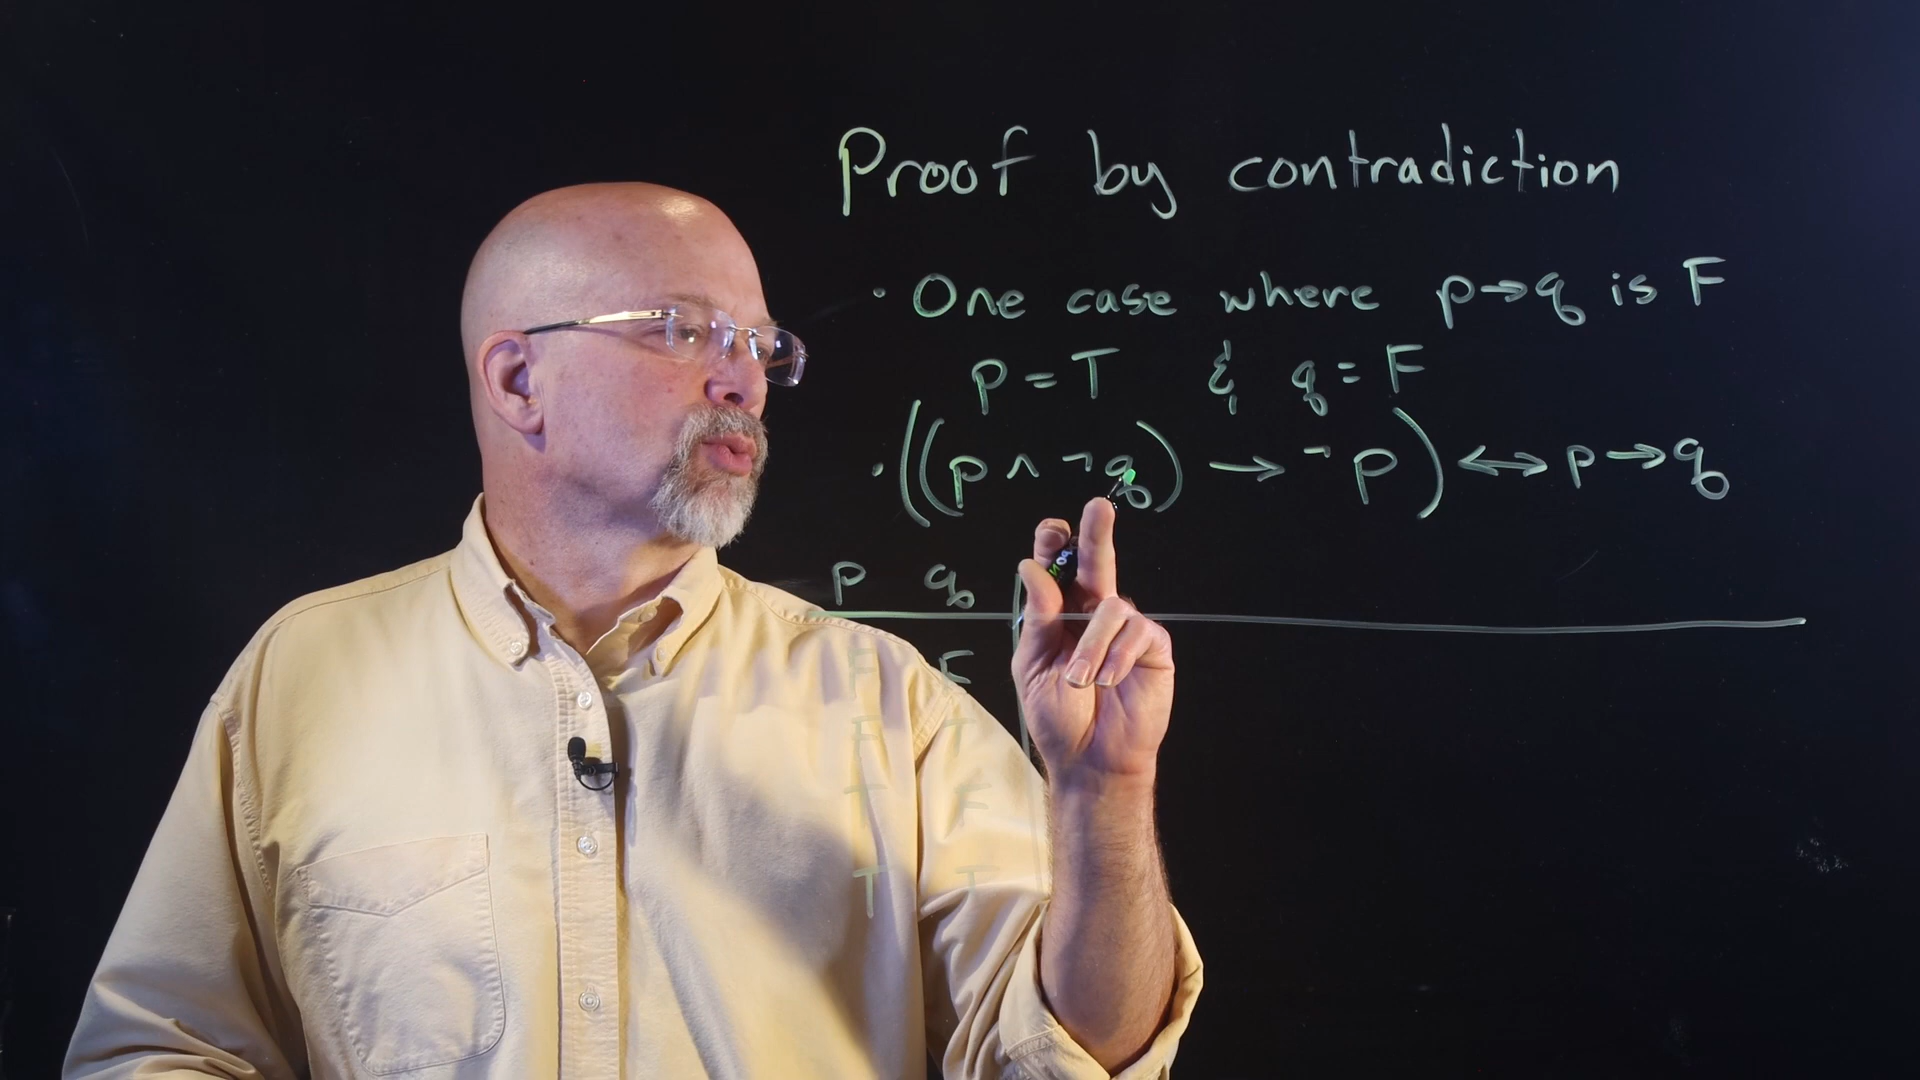 Proof by contradiction
· One case where p→q is F
p = T & q = F
· ((p ∧ ¬q) → ¬p) ↔ p→q
p q
F F
F T
T F
T T